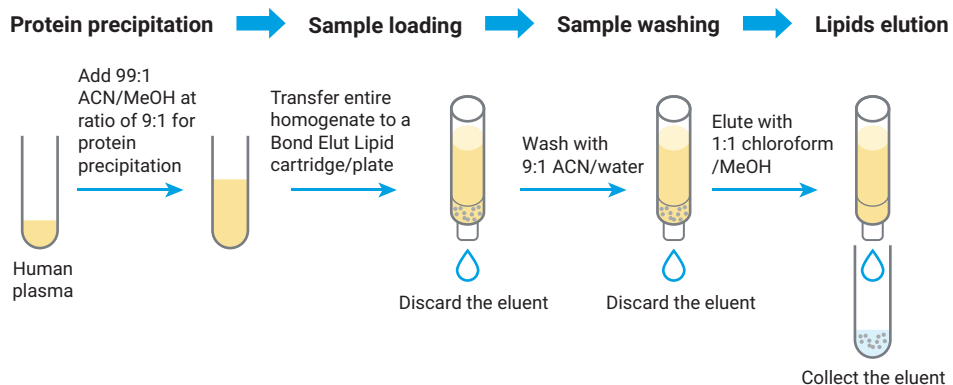 Protein precipitation
Sample loading
Sample washing
Lipids elution
Add 99:1
ACN/MeOH at
ratio of 9:1 for
protein
precipitation
Transfer entire
homogenate to a
Bond Elut Lipid
cartridge/plate
Wash with
9:1 ACN/water
Elute with
1:1 chloroform
/MeOH
Human
plasma
Discard the eluent
Discard the eluent
Collect the eluent